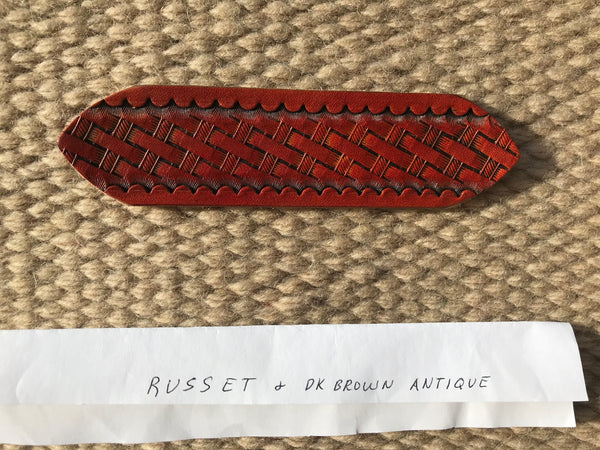 RUSSET & DK BROWN ANTIQUE